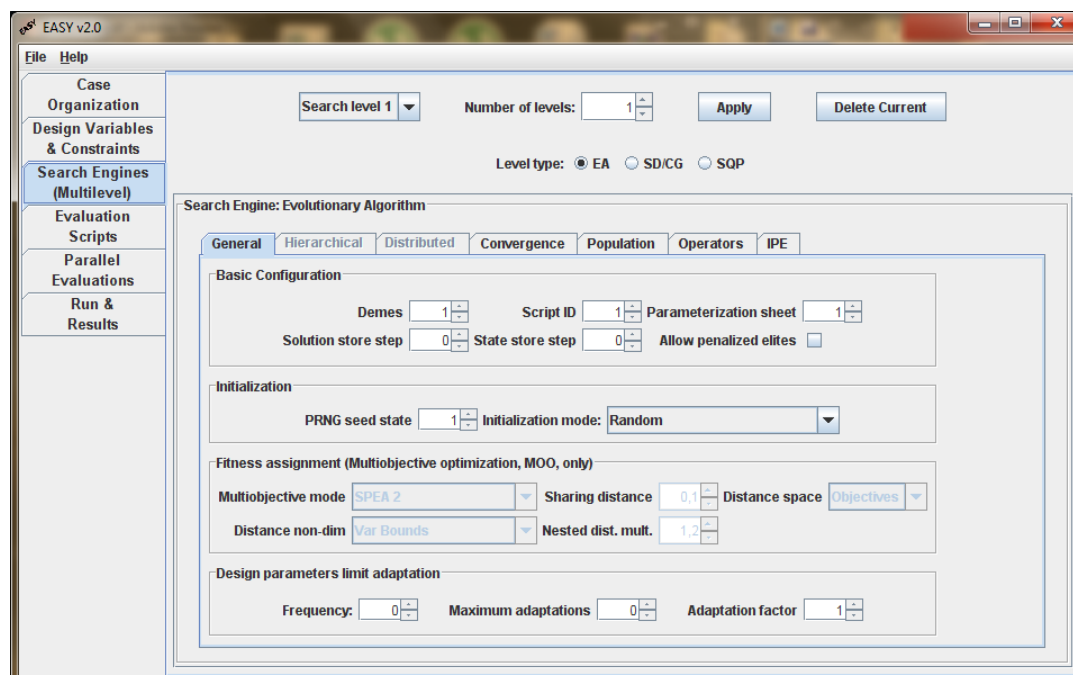 EASY v2.0
File Help
Case
Organization
Design Variables
& Constraints
Search Engines
(Multilevel)
Evaluation
Scripts
Parallel
Evaluations
Run &
Results
Search level 1 Number of levels: 1 Apply Delete Current
Level type: EA SD/CG SQP
Search Engine: Evolutionary Algorithm
General Hierarchical Distributed Convergence Population Operators IPE
Basic Configuration
Demes 1 Script ID 1 Parameterization sheet 1
Solution store step 0 State store step 0 Allow penalized elites
Initialization
PRNG seed state 1 Initialization mode: Random
Fitness assignment (Multiobjective optimization, MOO, only)
Multiobjective mode SPEA 2 Sharing distance 0,1 Distance space Objectives
Distance non-dim Var Bounds Nested dist. mult. 1,2
Design parameters limit adaptation
Frequency: 0 Maximum adaptations 0 Adaptation factor 1